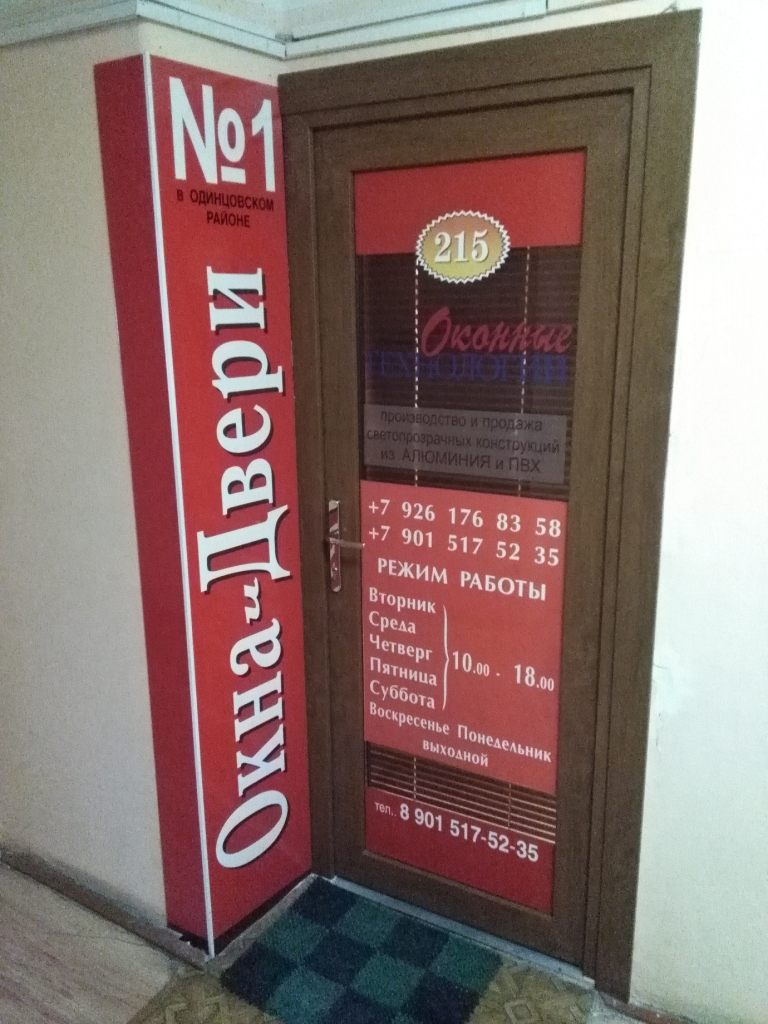 №1
В ОДИНЦОВСКОМ
РАЙОНЕ
Окна-Двери
215
Оконные
ТЕХНОЛОГИИ
производство и продажа
светопрозрачных конструкций
из АЛЮМИНИЯ и ПВХ
+7 926 176 83 58
+7 901 517 52 35
РЕЖИМ РАБОТЫ
Вторник
Среда
Четверг
Пятница
Суббота
10.00 - 18.00
Воскресенье Понедельник
выходной
тел.. 8 901 517-52-35